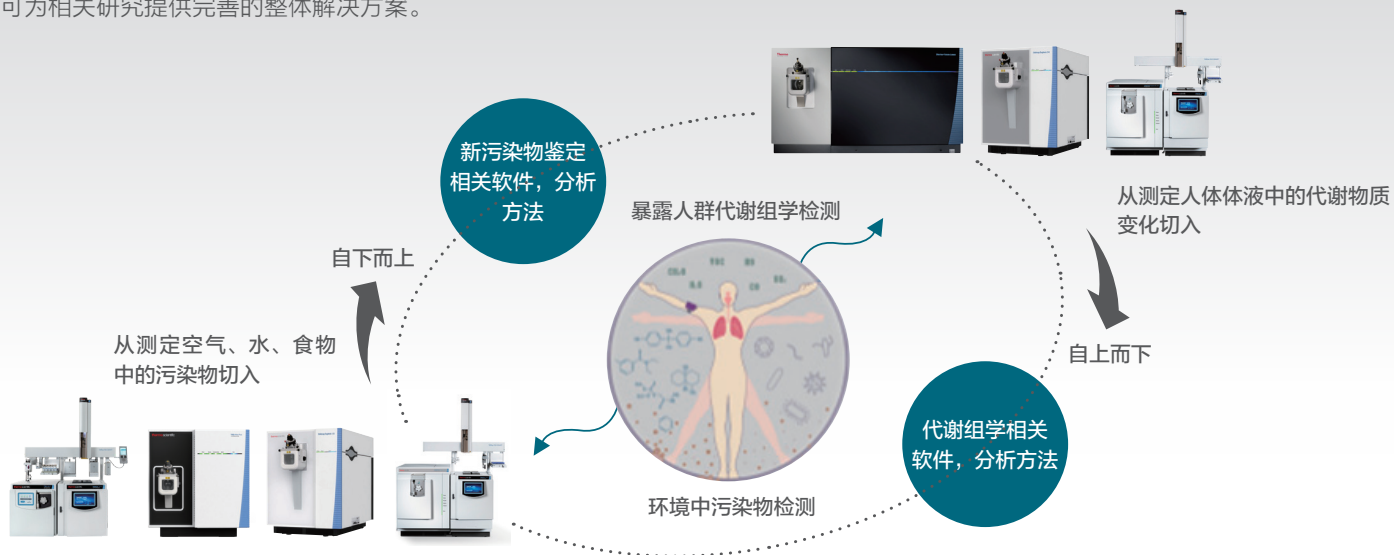 可为相关研究提供完善的整体解决方案。
新污染物鉴定
相关软件，分析
方法
暴露人群代谢组学检测
从测定人体体液中的代谢物质
变化切入
自下而上
从测定空气、水、食物
中的污染物切入
自上而下
代谢组学相关
软件，分析方法
环境中污染物检测